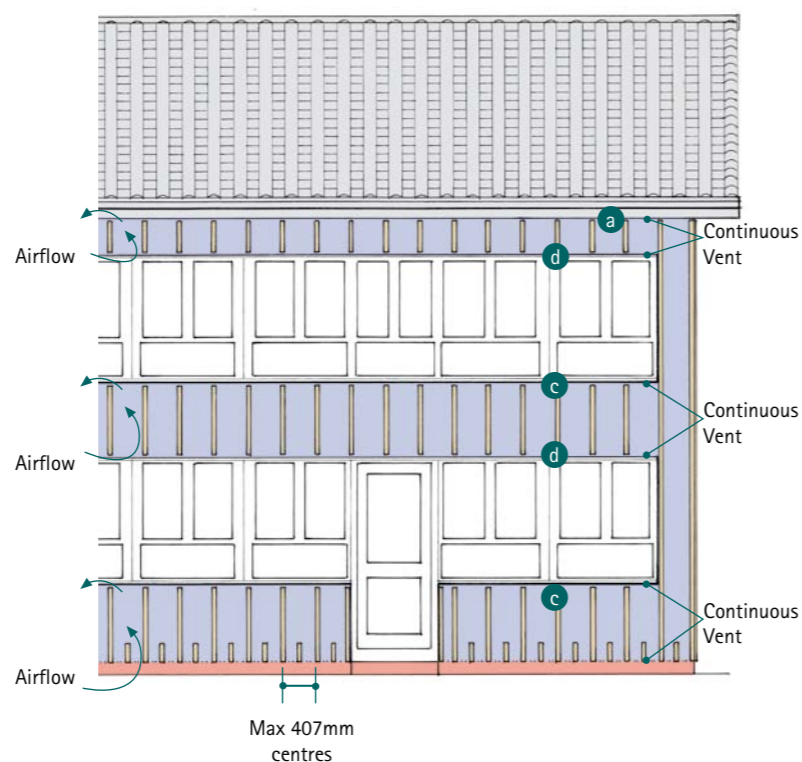 a
Continuous
Vent
Airflow
d
c
Continuous
Vent
Airflow
d
c
Continuous
Vent
Airflow
Max 407mm
centres